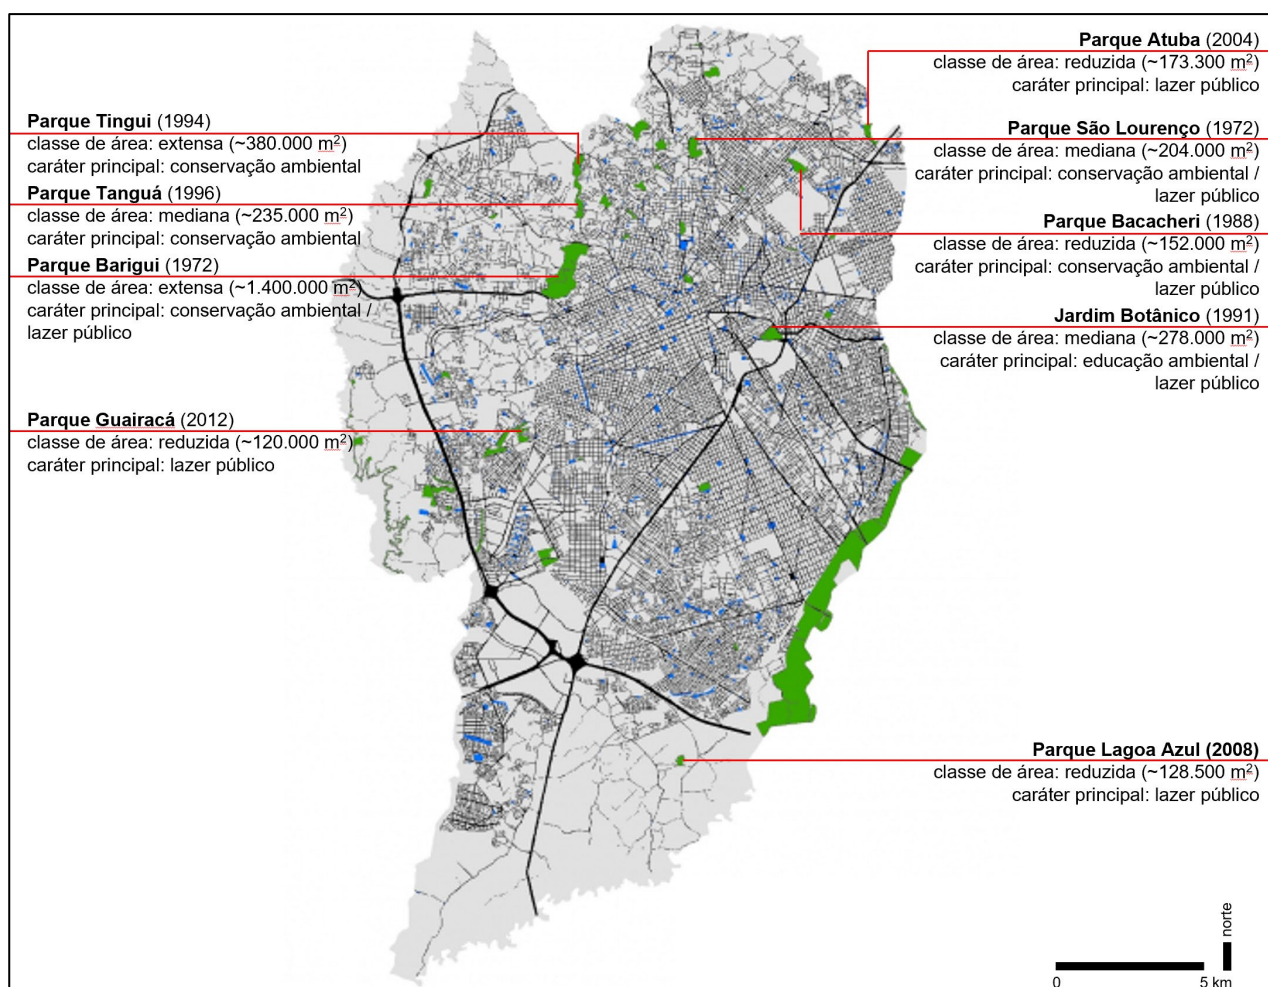 Parque Tingui (1994)
classe de área: extensa (~380.000 m²)
caráter principal: conservação ambiental
Parque Tanguá (1996)
classe de área: mediana (~235.000 m²)
caráter principal: conservação ambiental
Parque Barigui (1972)
classe de área: extensa (~1.400.000 m²)
caráter principal: conservação ambiental /
lazer público
Parque Guairacá (2012)
classe de área: reduzida (~120.000 m²)
caráter principal: lazer público
Parque Atuba (2004)
classe de área: reduzida (~173.300 m²)
caráter principal: lazer público
Parque São Lourenço (1972)
classe de área: mediana (~204.000 m²)
caráter principal: conservação ambiental /
lazer público
Parque Bacacheri (1988)
classe de área: reduzida (~152.000 m²)
caráter principal: conservação ambiental /
lazer público
Jardim Botânico (1991)
classe de área: mediana (~278.000 m²)
caráter principal: educação ambiental /
lazer público
Parque Lagoa Azul (2008)
classe de área: reduzida (~128.500 m²)
caráter principal: lazer público
norte
0 5 km